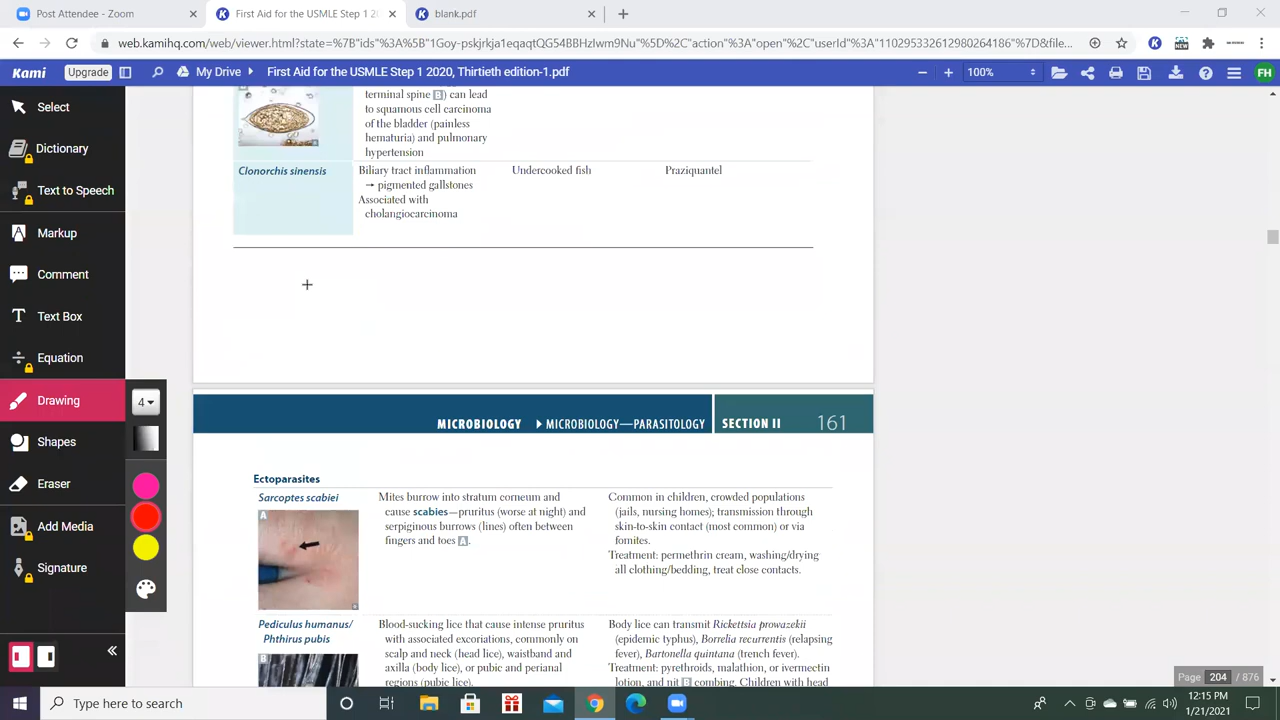 Post Attendee - Zoom
First Aid for the USMLE Step 1 2
blank.pdf
web.kamihq.com/web/viewer.html?state=%7B"ids"%3A%5B"1Goy-pskjrkja1eqaqtQG54BBHzIwm9Nu"%5D%2C"action"%3A"open"%2C"userId"%3A"110295332612980264186"%7D&file...
NEW
Kami
Upgrade
My Drive
First Aid for the USMLE Step 1 2020, Thirtieth edition-1.pdf
100%
FH
Select
Dictionary
Text to Speech
Markup
Comment
Text Box
Equation
Drawing
Shapes
Eraser
Add Media
Signature
4
terminal spine B) can lead
to squamous cell carcinoma
of the bladder (painless
hematuria) and pulmonary
hypertension
Clonorchis sinensis
Biliary tract inflammation
→ pigmented gallstones
Associated with
cholangiocarcinoma
Undercooked fish
Praziquantel
MICROBIOLOGY
MICROBIOLOGY—PARASITOLOGY
SECTION II
161
Ectoparasites
Sarcoptes scabiei
A
Mites burrow into stratum corneum and
cause scabies—pruritus (worse at night) and
serpiginous burrows (lines) often between
fingers and toes A.
Common in children, crowded populations
(jails, nursing homes); transmission through
skin-to-skin contact (most common) or via
fomites.
Treatment: permethrin cream, washing/drying
all clothing/bedding, treat close contacts.
Pediculus humanus/
Phthirus pubis
B
Blood-sucking lice that cause intense pruritus
with associated excoriations, commonly on
scalp and neck (head lice), waistband and
axilla (body lice), or pubic and perianal
regions (pubic lice).
Body lice can transmit Rickettsia prowazekii
(epidemic typhus), Borrelia recurrentis (relapsing
fever), Bartonella quintana (trench fever).
Treatment: pyrethroids, malathion, or ivermectin
lotion, and nit B combing. Children with head
Page 204 / 876
Type here to search
12:15 PM
1/21/2021